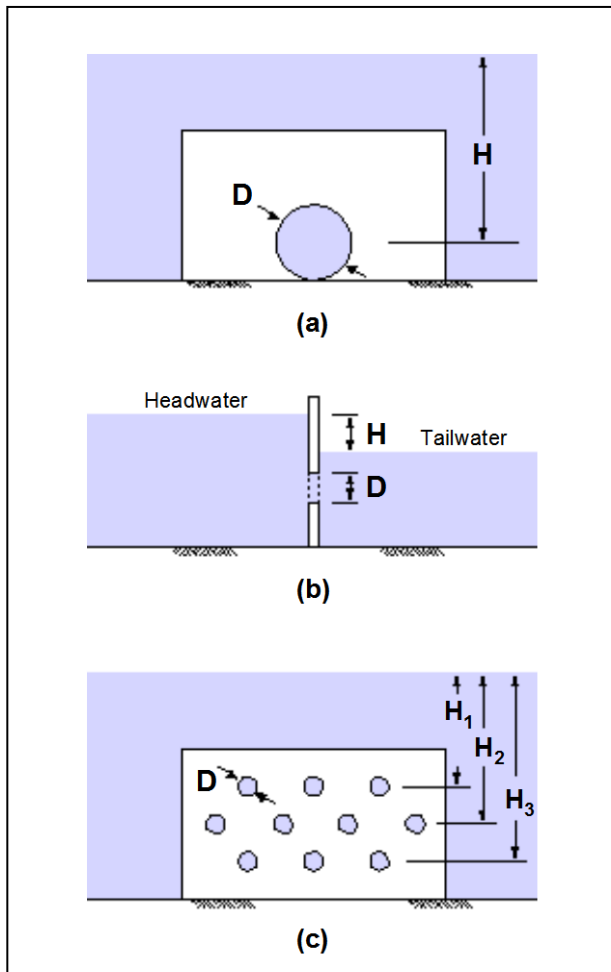 H
D
(a)
Headwater
H
Tailwater
D
(b)
H₁
H₂
D
H₃
(c)